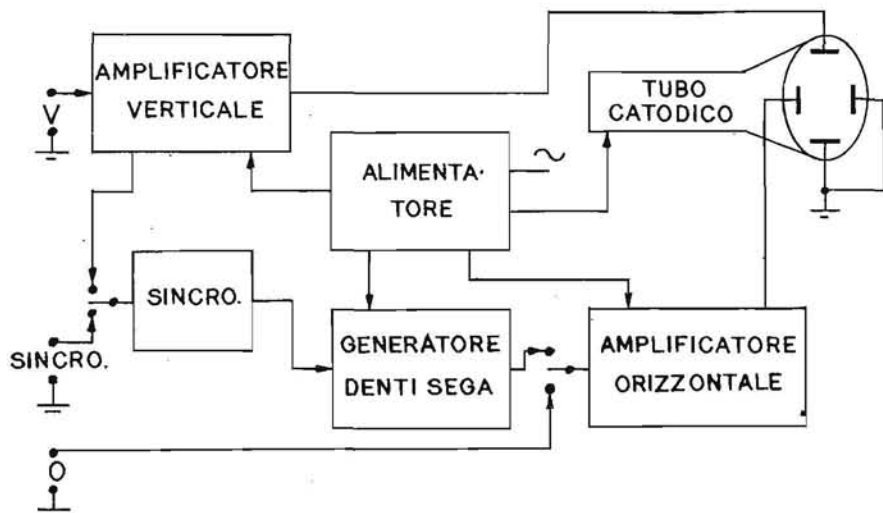 AMPLIFICATORE
VERTICALE
V
TUBO
CATODICO
ALIMENTA-
TORE
SINCRO.
SINCRO.
GENERATORE
DENTI SEGA
AMPLIFICATORE
ORIZZONTALE
O